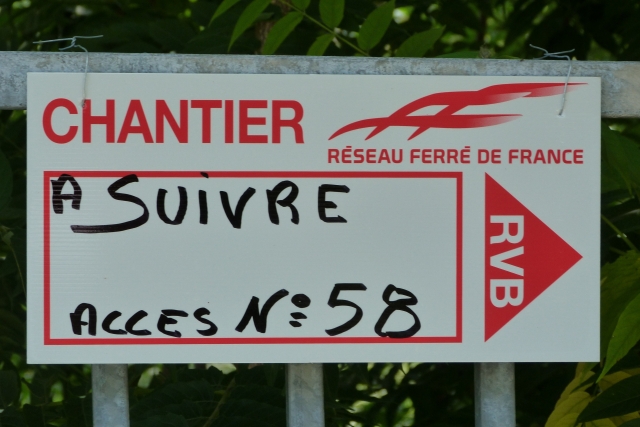 CHANTIER
RÉSEAU FERRÉ DE FRANCE
A SUIVRE
ACCES N° 58
RVB